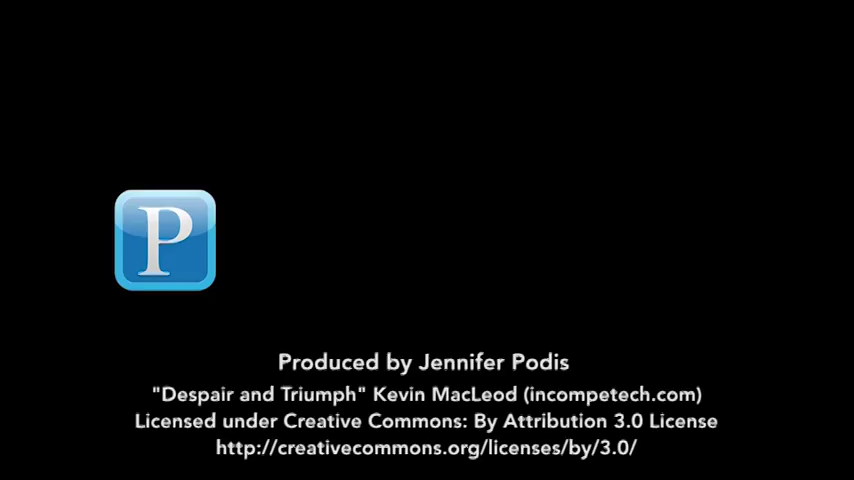 P
Produced by Jennifer Podis
"Despair and Triumph" Kevin MacLeod (incompetech.com)
Licensed under Creative Commons: By Attribution 3.0 License
http://creativecommons.org/licenses/by/3.0/